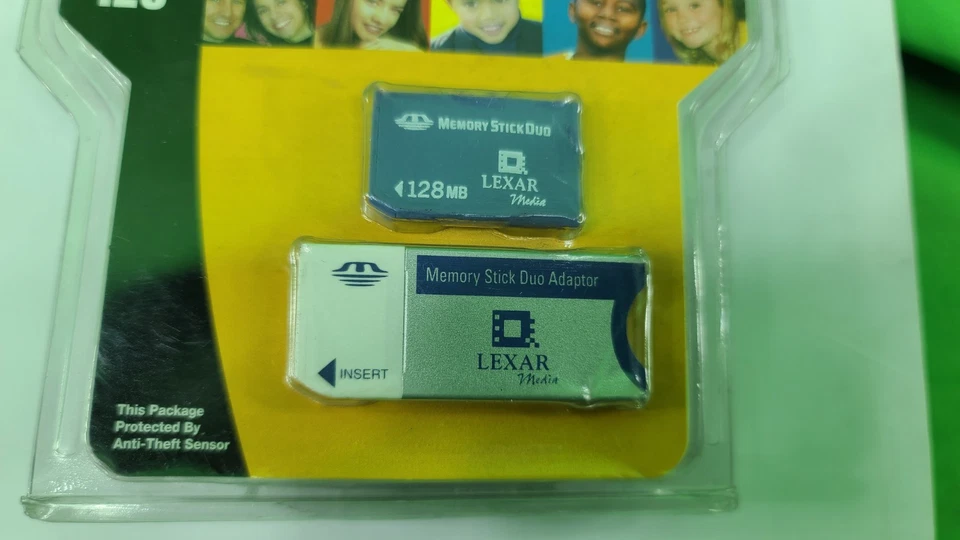 128
MEMORY STICK DUO
LEXAR
Media
128MB
Memory Stick Duo Adaptor
LEXAR
Media
INSERT
This Package
Protected By
Anti-Theft Sensor